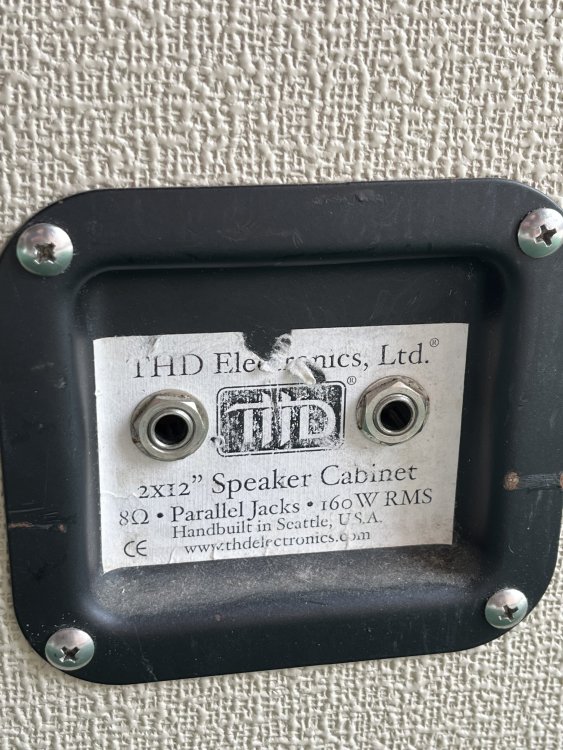 THD Electronics, Ltd.®
THD®
2X12" Speaker Cabinet
8Ω • Parallel Jacks • 160W RMS
Handbuilt in Seattle, U.S.A.
CE www.thdelectronics.com